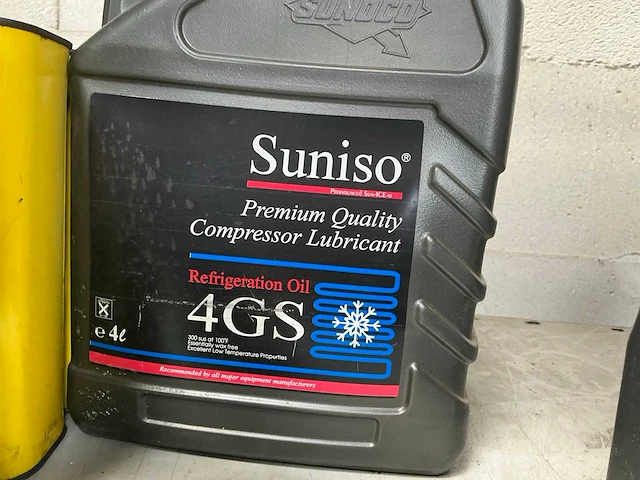 SUNOCO
Suniso®
PRONOUNCED SUN-ICE-O
Premium Quality
Compressor Lubricant
Refrigeration Oil
4GS
e 4ℓ
300 sus at 100°F
Essentially wax free
Excellent Low Temperature Properties
Recommended by all major equipment manufacturers